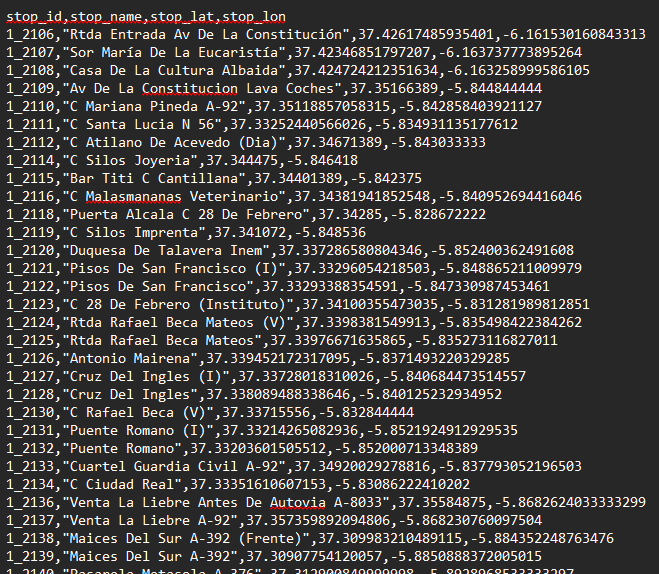 stop_id,stop_name,stop_lat,stop_lon
1_2106,"Rtda Entrada Av De La Constitución",37.42617485935401,-6.161530160843313
1_2107,"Sor María De La Eucaristía",37.42346851797207,-6.163737773895264
1_2108,"Casa De La Cultura Albaida",37.424724212351634,-6.163258999586105
1_2109,"Av De La Constitucion Lava Coches",37.35166389,-5.844844444
1_2110,"C Mariana Pineda A-92",37.35118857058315,-5.842858403921127
1_2111,"C Santa Lucia N 56",37.33252440566026,-5.834931135177612
1_2112,"C Atilano De Acevedo (Dia)",37.34671389,-5.843033333
1_2114,"C Silos Joyeria",37.344475,-5.846418
1_2115,"Bar Titi C Cantillana",37.34401389,-5.842375
1_2116,"C Malasmananas Veterinario",37.34381941852548,-5.840952694416046
1_2118,"Puerta Alcala C 28 De Febrero",37.34285,-5.828672222
1_2119,"C Silos Imprenta",37.341072,-5.848536
1_2120,"Duquesa De Talavera Inem",37.337286580804346,-5.852400362491608
1_2121,"Pisos De San Francisco (I)",37.33296054218503,-5.848865211009979
1_2122,"Pisos De San Francisco",37.33293388354591,-5.847330987453461
1_2123,"C 28 De Febrero (Instituto)",37.34100355473035,-5.831281989812851
1_2124,"Rtda Rafael Beca Mateos (V)",37.3398381549913,-5.835498422384262
1_2125,"Rtda Rafael Beca Mateos",37.33976671635865,-5.835273116827011
1_2126,"Antonio Mairena",37.339452172317095,-5.8371493220329285
1_2127,"Cruz Del Ingles (I)",37.33728018310026,-5.840684473514557
1_2128,"Cruz Del Ingles",37.338089488338646,-5.840125232934952
1_2130,"C Rafael Beca (V)",37.33715556,-5.832844444
1_2131,"Puente Romano (I)",37.33214265082936,-5.8521924912929535
1_2132,"Puente Romano",37.33203601505512,-5.852000713348389
1_2133,"Cuartel Guardia Civil A-92",37.34920029278816,-5.837793052196503
1_2134,"C Ciudad Real",37.33351610607153,-5.83086222410202
1_2136,"Venta La Liebre Antes De Autovia A-8033",37.35584875,-5.8682624033333299
1_2137,"Venta La Liebre A-92",37.357359892094806,-5.868230760097504
1_2138,"Maices Del Sur A-392 (Frente)",37.309983210489115,-5.884352248763476
1_2139,"Maices Del Sur A-392",37.30907754120057,-5.8850888372005015